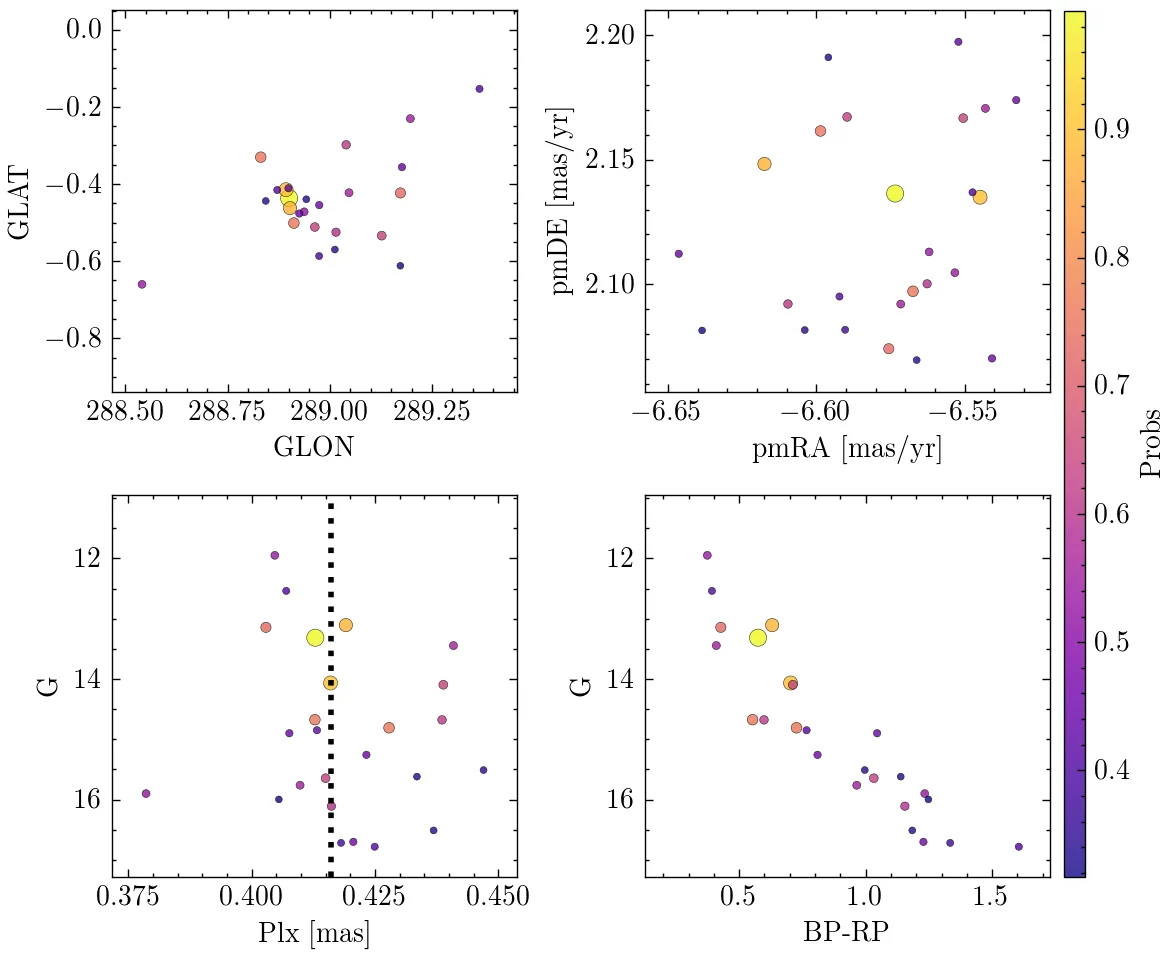 0.0
−0.2
−0.4
−0.6
−0.8
GLAT
288.50 288.75 289.00 289.25
GLON
2.20
2.15
2.10
pmDE [mas/yr]
−6.65 −6.60 −6.55
pmRA [mas/yr]
0.9
0.8
0.7
0.6
0.5
0.4
Probs
12
14
16
G
0.375 0.400 0.425 0.450
Plx [mas]
12
14
16
G
0.5 1.0 1.5
BP-RP